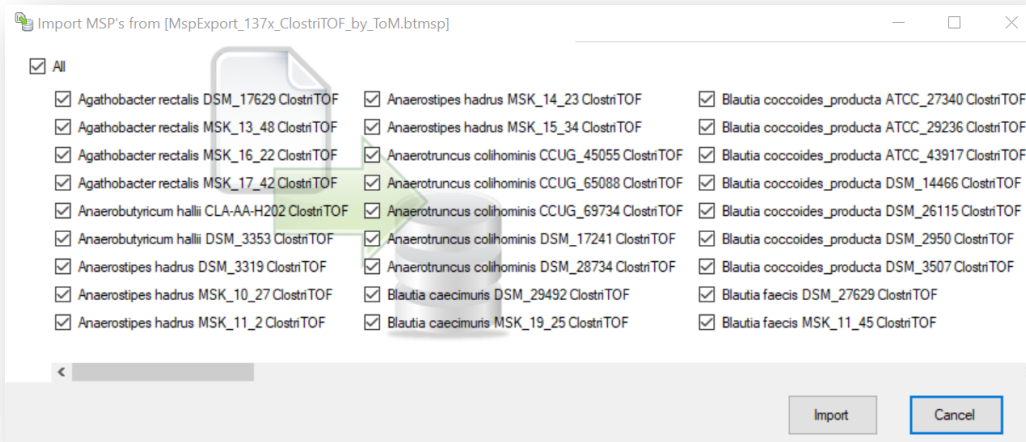 Import MSP's from [MspExport_137x_ClostriTOF_by_ToM.btmsp]
All
Agathobacter rectalis DSM_17629 ClostriTOF
Agathobacter rectalis MSK_13_48 ClostriTOF
Agathobacter rectalis MSK_16_22 ClostriTOF
Agathobacter rectalis MSK_17_42 ClostriTOF
Anaerobutyricum hallii CLA-AA-H202 ClostriTOF
Anaerobutyricum hallii DSM_3353 ClostriTOF
Anaerostipes hadrus DSM_3319 ClostriTOF
Anaerostipes hadrus MSK_10_27 ClostriTOF
Anaerostipes hadrus MSK_11_2 ClostriTOF
Anaerostipes hadrus MSK_14_23 ClostriTOF
Anaerostipes hadrus MSK_15_34 ClostriTOF
Anaerotruncus colihominis CCUG_45055 ClostriTOF
Anaerotruncus colihominis CCUG_65088 ClostriTOF
Anaerotruncus colihominis CCUG_69734 ClostriTOF
Anaerotruncus colihominis DSM_17241 ClostriTOF
Anaerotruncus colihominis DSM_28734 ClostriTOF
Blautia caecimuris DSM_29492 ClostriTOF
Blautia caecimuris MSK_19_25 ClostriTOF
Blautia coccoides_producta ATCC_27340 ClostriTOF
Blautia coccoides_producta ATCC_29236 ClostriTOF
Blautia coccoides_producta ATCC_43917 ClostriTOF
Blautia coccoides_producta DSM_14466 ClostriTOF
Blautia coccoides_producta DSM_26115 ClostriTOF
Blautia coccoides_producta DSM_2950 ClostriTOF
Blautia coccoides_producta DSM_3507 ClostriTOF
Blautia faecis DSM_27629 ClostriTOF
Blautia faecis MSK_11_45 ClostriTOF
Import
Cancel